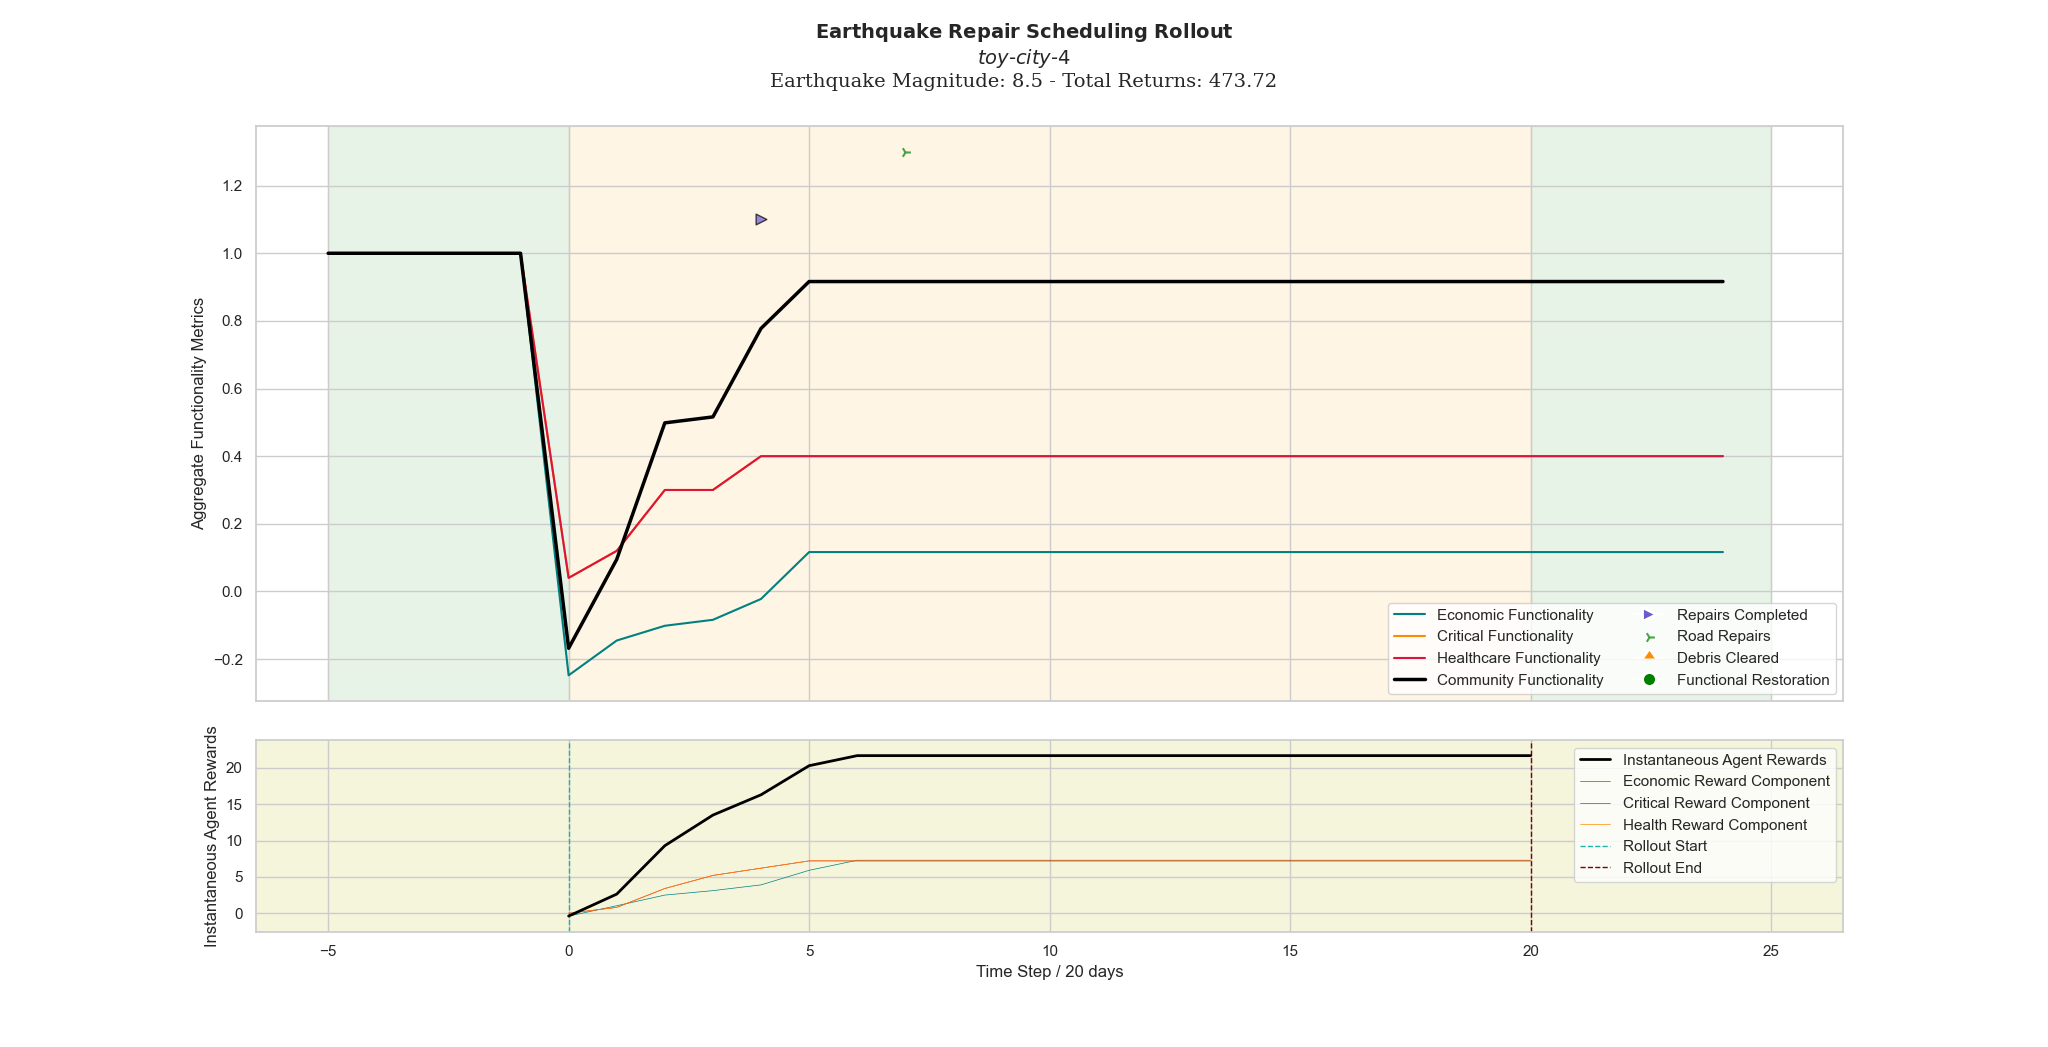 Earthquake Repair Scheduling Rollout
toy-city-4
Earthquake Magnitude: 8.5 - Total Returns: 473.72
Aggregate Functionality Metrics
1.2
1.0
0.8
0.6
0.4
0.2
0.0
−0.2
Economic Functionality
Critical Functionality
Healthcare Functionality
Community Functionality
Repairs Completed
Road Repairs
Debris Cleared
Functional Restoration
Instantaneous Agent Rewards
20
15
10
5
0
Instantaneous Agent Rewards
Economic Reward Component
Critical Reward Component
Health Reward Component
Rollout Start
Rollout End
−5 0 5 10 15 20 25
Time Step / 20 days